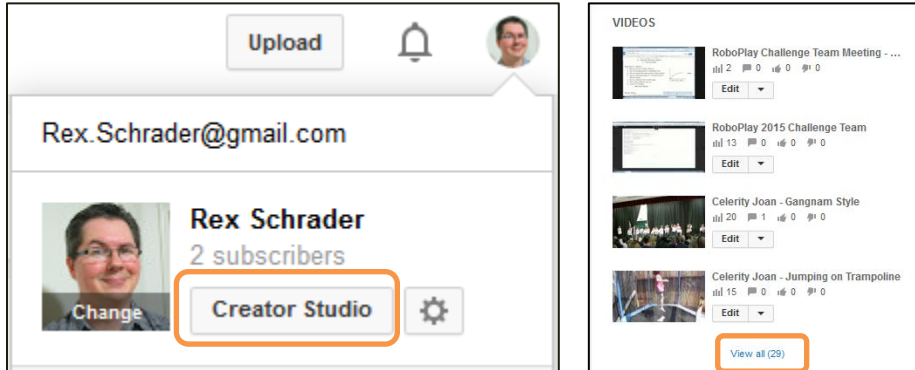 Upload
Rex.Schrader@gmail.com
Rex Schrader
2 subscribers
Change
Creator Studio
VIDEOS
RoboPlay Challenge Team Meeting - ...
2 0 0 0
Edit
RoboPlay 2015 Challenge Team
13 0 0 0
Edit
Celerity Joan - Gangnam Style
20 1 0 0
Edit
Celerity Joan - Jumping on Trampoline
15 0 0 0
Edit
View all (29)